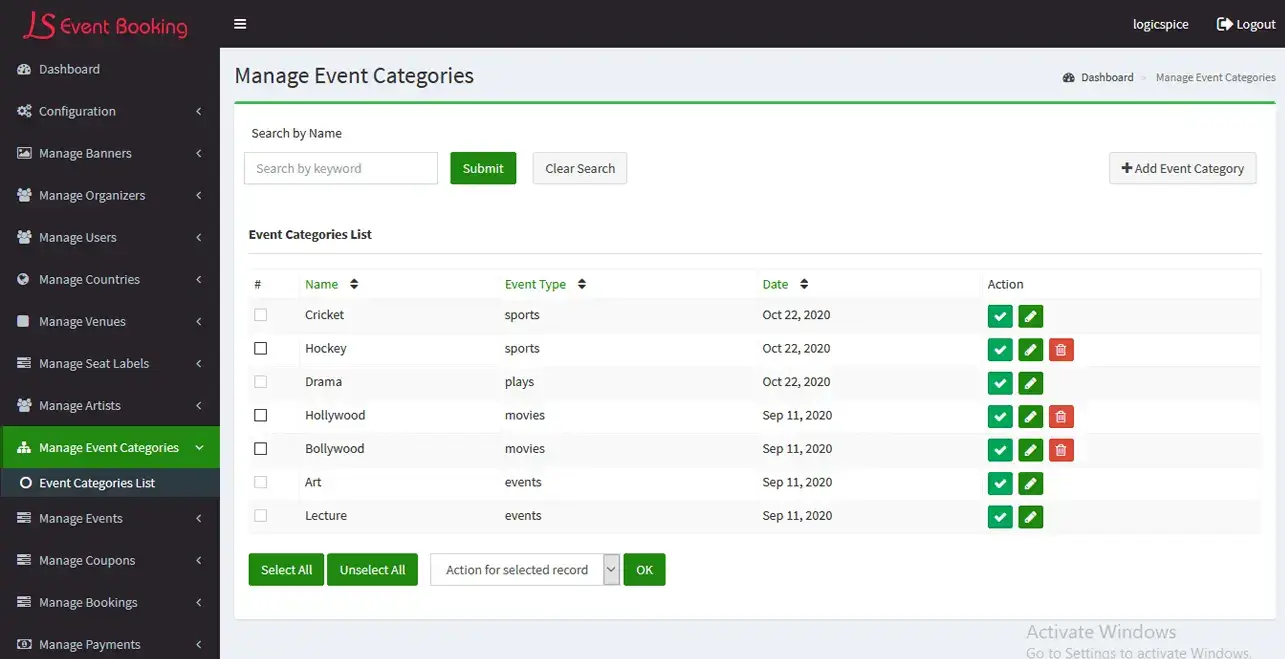 LS Event Booking
logicspice
Logout
Dashboard
Configuration
Manage Banners
Manage Organizers
Manage Users
Manage Countries
Manage Venues
Manage Seat Labels
Manage Artists
Manage Event Categories
Event Categories List
Manage Events
Manage Coupons
Manage Bookings
Manage Payments
Manage Event Categories
Dashboard > Manage Event Categories
Search by Name
Search by keyword
Submit
Clear Search
+Add Event Category
Event Categories List
# Name Event Type Date Action
Cricket sports Oct 22, 2020
Hockey sports Oct 22, 2020
Drama plays Oct 22, 2020
Hollywood movies Sep 11, 2020
Bollywood movies Sep 11, 2020
Art events Sep 11, 2020
Lecture events Sep 11, 2020
Select All
Unselect All
Action for selected record
OK
Activate Windows
Go to Settings to activate Windows.